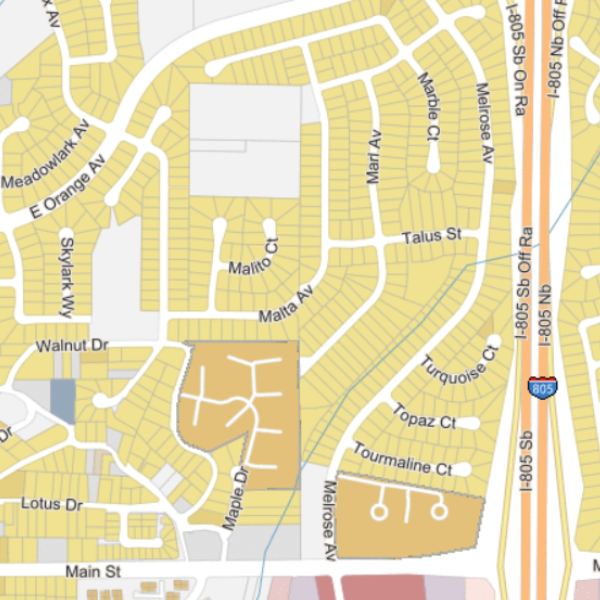 x Av
I-805 Sb On Ra
I-805 Nb Off R
Marble Ct
Melrose Av
Marl Av
Meadowlark Av
E Orange Av
Talus St
Skylark Wy
Malito Ct
I-805 Sb Off Ra
Malta Av
I-805 Nb
Walnut Dr
Turquoise Ct
805
Topaz Ct
Dr
Tourmaline Ct
I-805 Sb
Maple Dr
Lotus Dr
Melrose Av
Main St
M